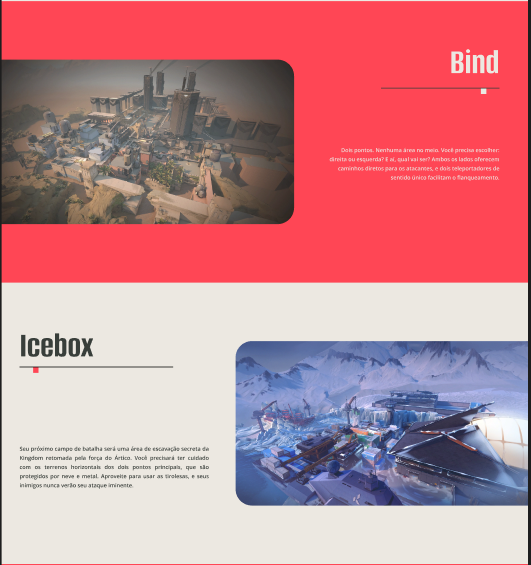 Bind
Dois pontos. Nenhuma área no meio. Você precisa escolher:
direita ou esquerda? E aí, qual vai ser? Ambos os lados oferecem
caminhos diretos para os atacantes, e dois teleportadores de
sentido único facilitam o flanqueamento.
Icebox
Seu próximo campo de batalha será uma área de escavação secreta da
Kingdom retomada pela força do Ártico. Você precisará ter cuidado
com os terrenos horizontais dos dois pontos principais, que são
protegidos por neve e metal. Aproveite para usar as tirolesas, e seus
inimigos nunca verão seu ataque iminente.